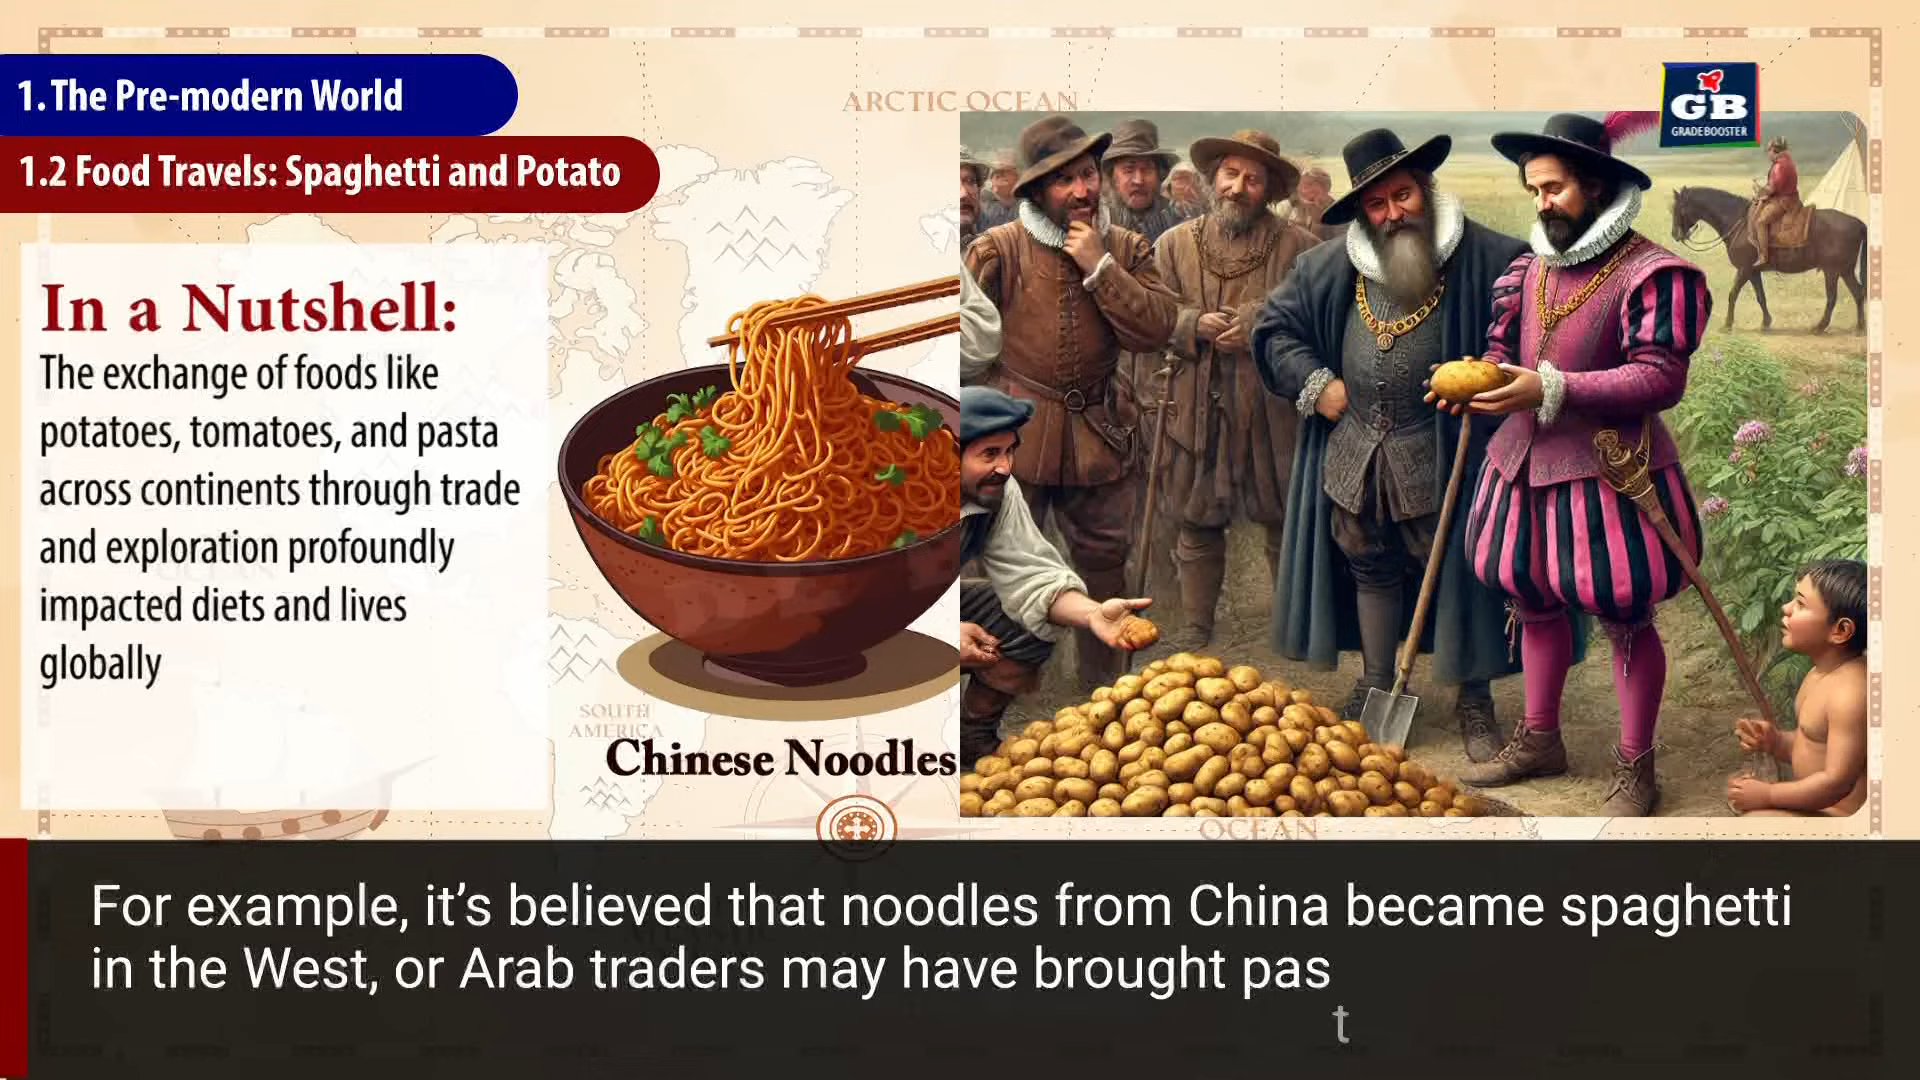 ARCTIC OCEAN
1. The Pre-modern World
GB
GRADEBOOSTER
1.2 Food Travels: Spaghetti and Potato
In a Nutshell:
The exchange of foods like
potatoes, tomatoes, and pasta
across continents through trade
and exploration profoundly
impacted diets and lives
globally
SOUTH
AMERICA
Chinese Noodles
OCEAN
For example, it’s believed that noodles from China became spaghetti
in the West, or Arab traders may have brought pas
t